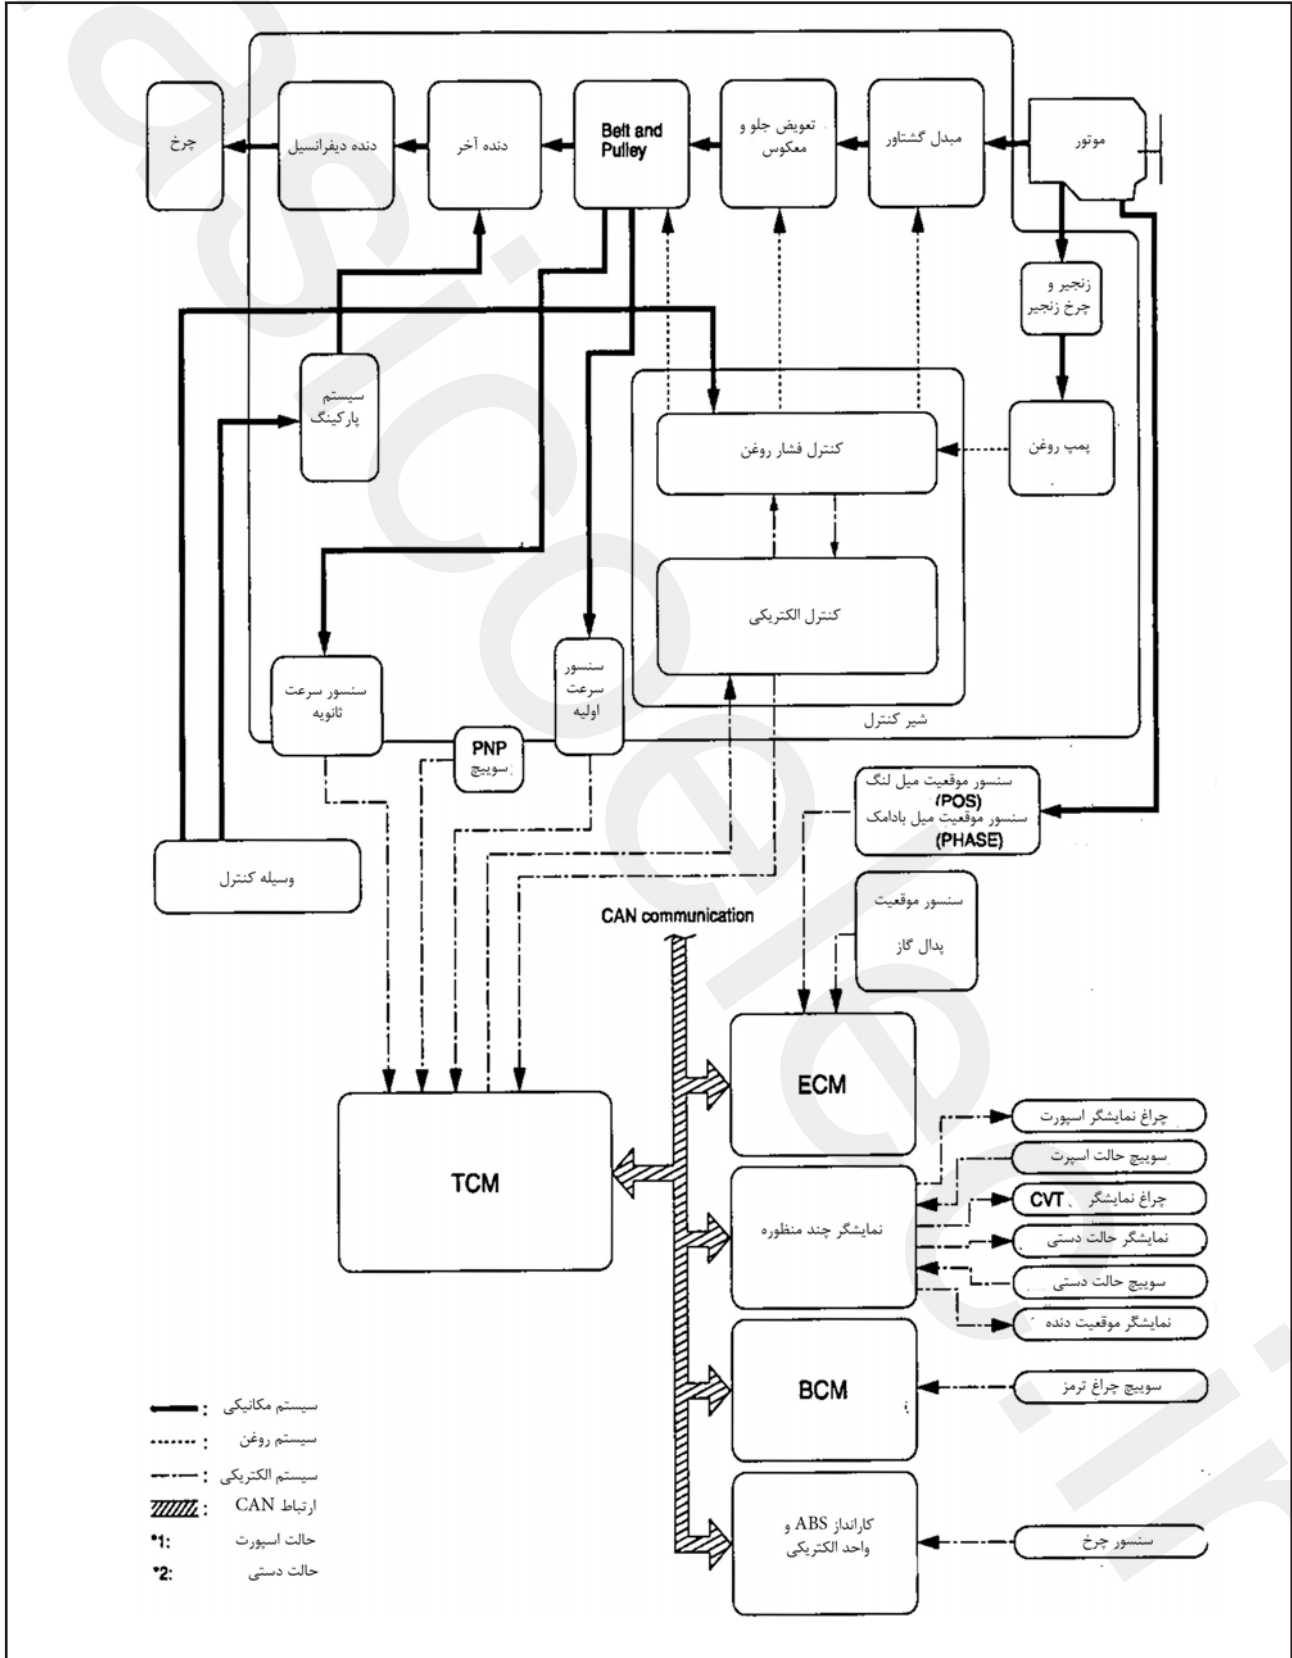 موتور
مبدل گشتاور
تعویض جلو و
معکوس
Belt and
Pulley
دنده آخر
دنده دیفرانسیل
چرخ
زنجیر و
چرخ زنجیر
پمپ روغن
سیستم
پارکینگ
کنترل فشار روغن
کنترل الکتریکی
شیر کنترل
سنسور
سرعت
اولیه
سنسور سرعت
ثانویه
PNP
سوییچ
وسیله کنترل
سنسور موقعیت میل لنگ
(POS)
سنسور موقعیت میل بادامک
(PHASE)
سنسور موقعیت
پدال گاز
CAN communication
ECM
TCM
نمایشگر چند منظوره
BCM
کارانداز ABS و
واحد الکتریکی
چراغ نمایشگر اسپورت
سوییچ حالت اسپرت
چراغ نمایشگر CVT
نمایشگر حالت دستی
سوییچ حالت دستی
نمایشگر موقعیت دنده
سوییچ چراغ ترمز
سنسور چرخ
سیستم مکانیکی :
سیستم روغن :
سیستم الکتریکی :
ارتباط CAN :
*1: حالت اسپورت
*2: حالت دستی